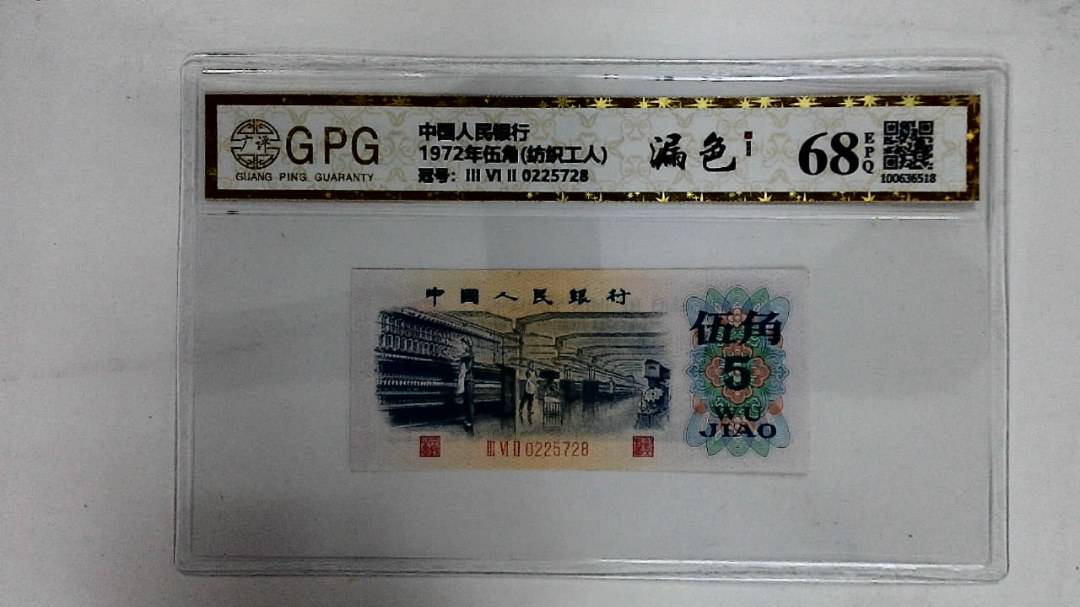 GPG
GUANG PING GUARANTY
中国人民银行
1972年伍角(纺织工人)
冠号: III VI II 0225728
漏色
68
EPQ
100636518
中國人民銀行
伍角
5
WU
JIAO
III VI II 0225728